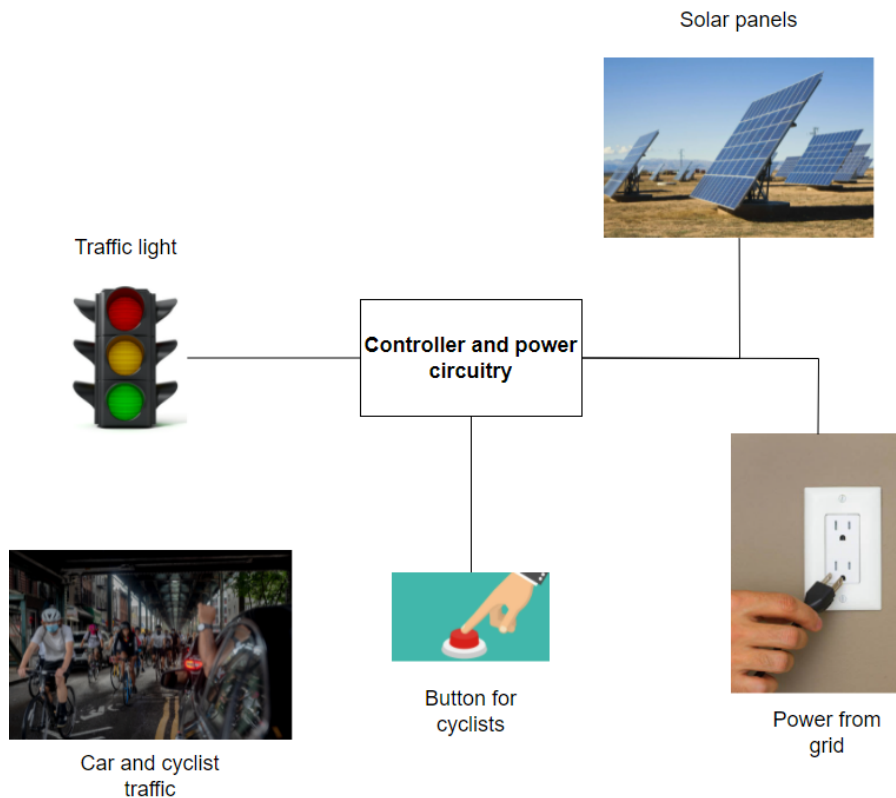 Solar panels
Traffic light
Controller and power
circuitry
Button for
cyclists
Power from
grid
Car and cyclist
traffic